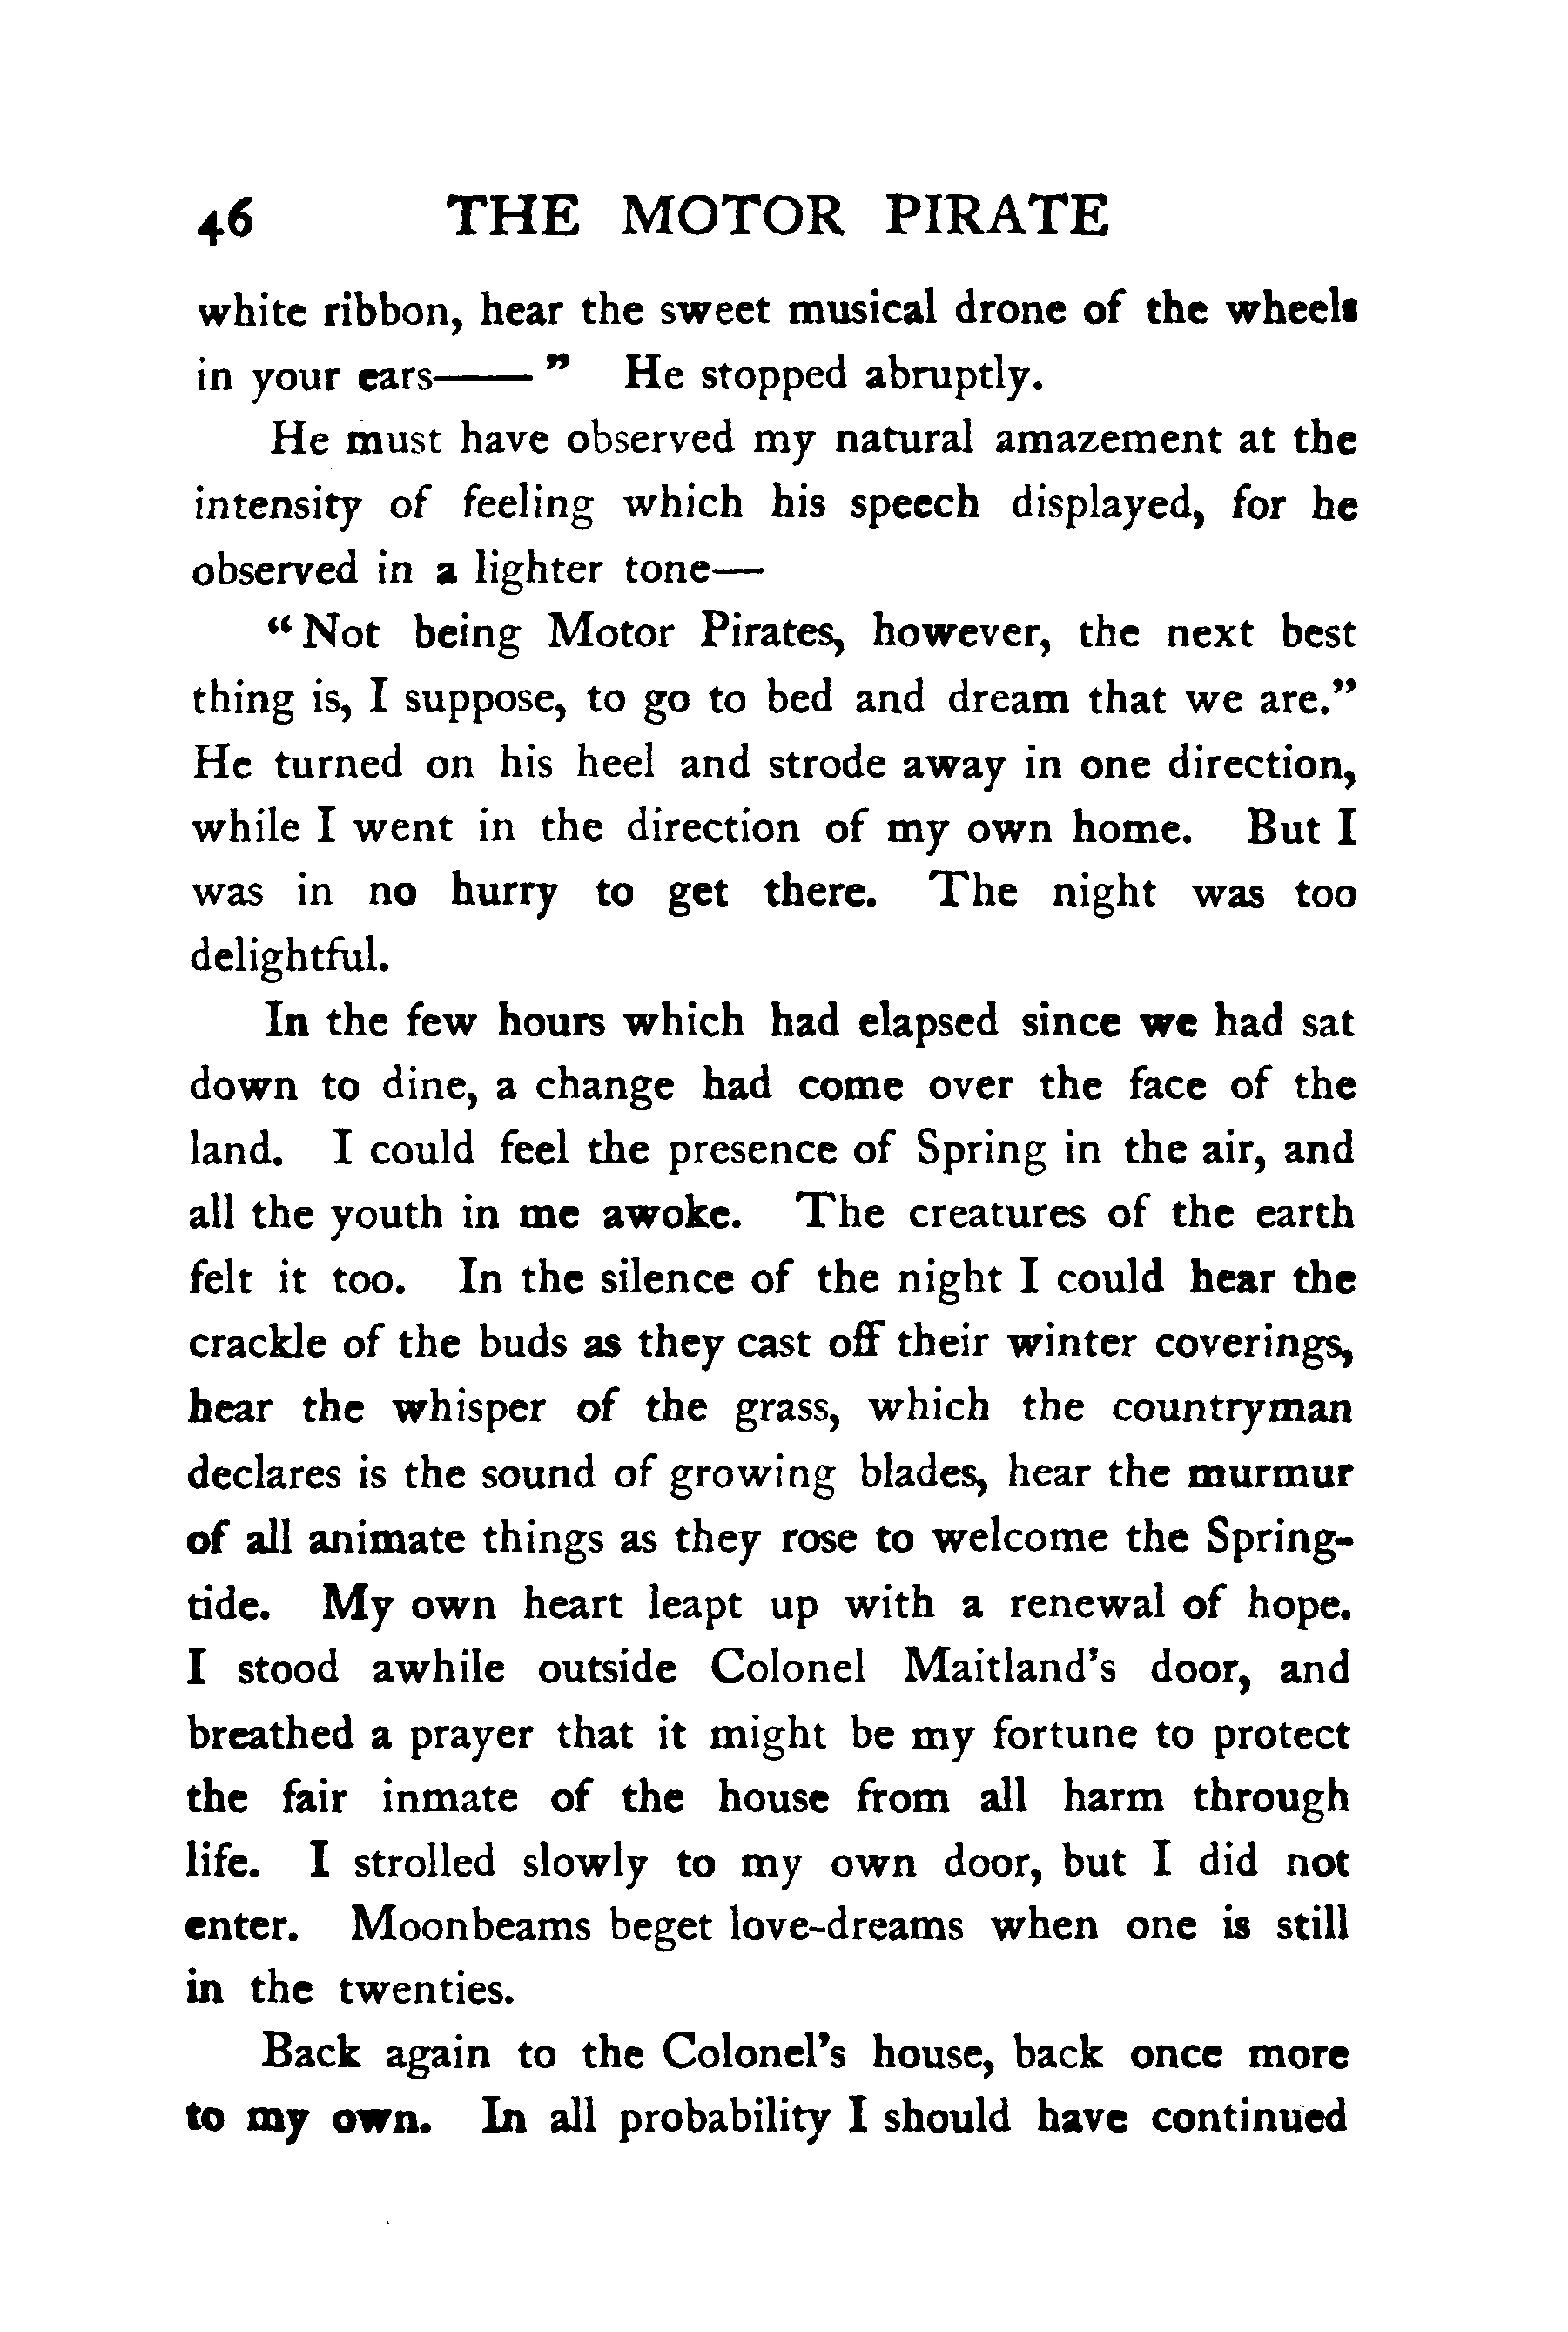 46 THE MOTOR PIRATE
white ribbon, hear the sweet musical drone of the wheels
in your ears—— ” He stopped abruptly.
He must have observed my natural amazement at the
intensity of feeling which his speech displayed, for he
observed in a lighter tone—
“Not being Motor Pirates, however, the next best
thing is, I suppose, to go to bed and dream that we are.”
He turned on his heel and strode away in one direction,
while I went in the direction of my own home. But I
was in no hurry to get there. The night was too
delightful.
In the few hours which had elapsed since we had sat
down to dine, a change had come over the face of the
land. I could feel the presence of Spring in the air, and
all the youth in me awoke. The creatures of the earth
felt it too. In the silence of the night I could hear the
crackle of the buds as they cast off their winter coverings,
hear the whisper of the grass, which the countryman
declares is the sound of growing blades, hear the murmur
of all animate things as they rose to welcome the Spring-
tide. My own heart leapt up with a renewal of hope.
I stood awhile outside Colonel Maitland’s door, and
breathed a prayer that it might be my fortune to protect
the fair inmate of the house from all harm through
life. I strolled slowly to my own door, but I did not
enter. Moonbeams beget love-dreams when one is still
in the twenties.
Back again to the Colonel’s house, back once more
to my own. In all probability I should have continued